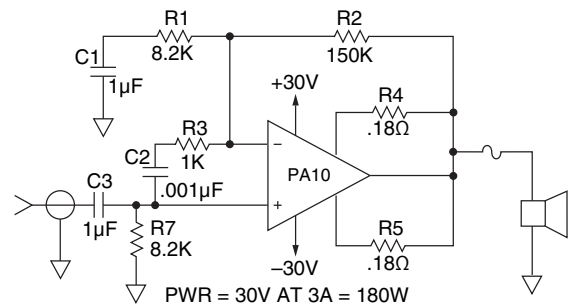 R1
8.2K
R2
150K
C1
1µF
+30V
R4
.18Ω
R3
1K
C2
.001µF
−
PA10
+
C3
1µF
R7
8.2K
−30V
R5
.18Ω
PWR = 30V AT 3A = 180W